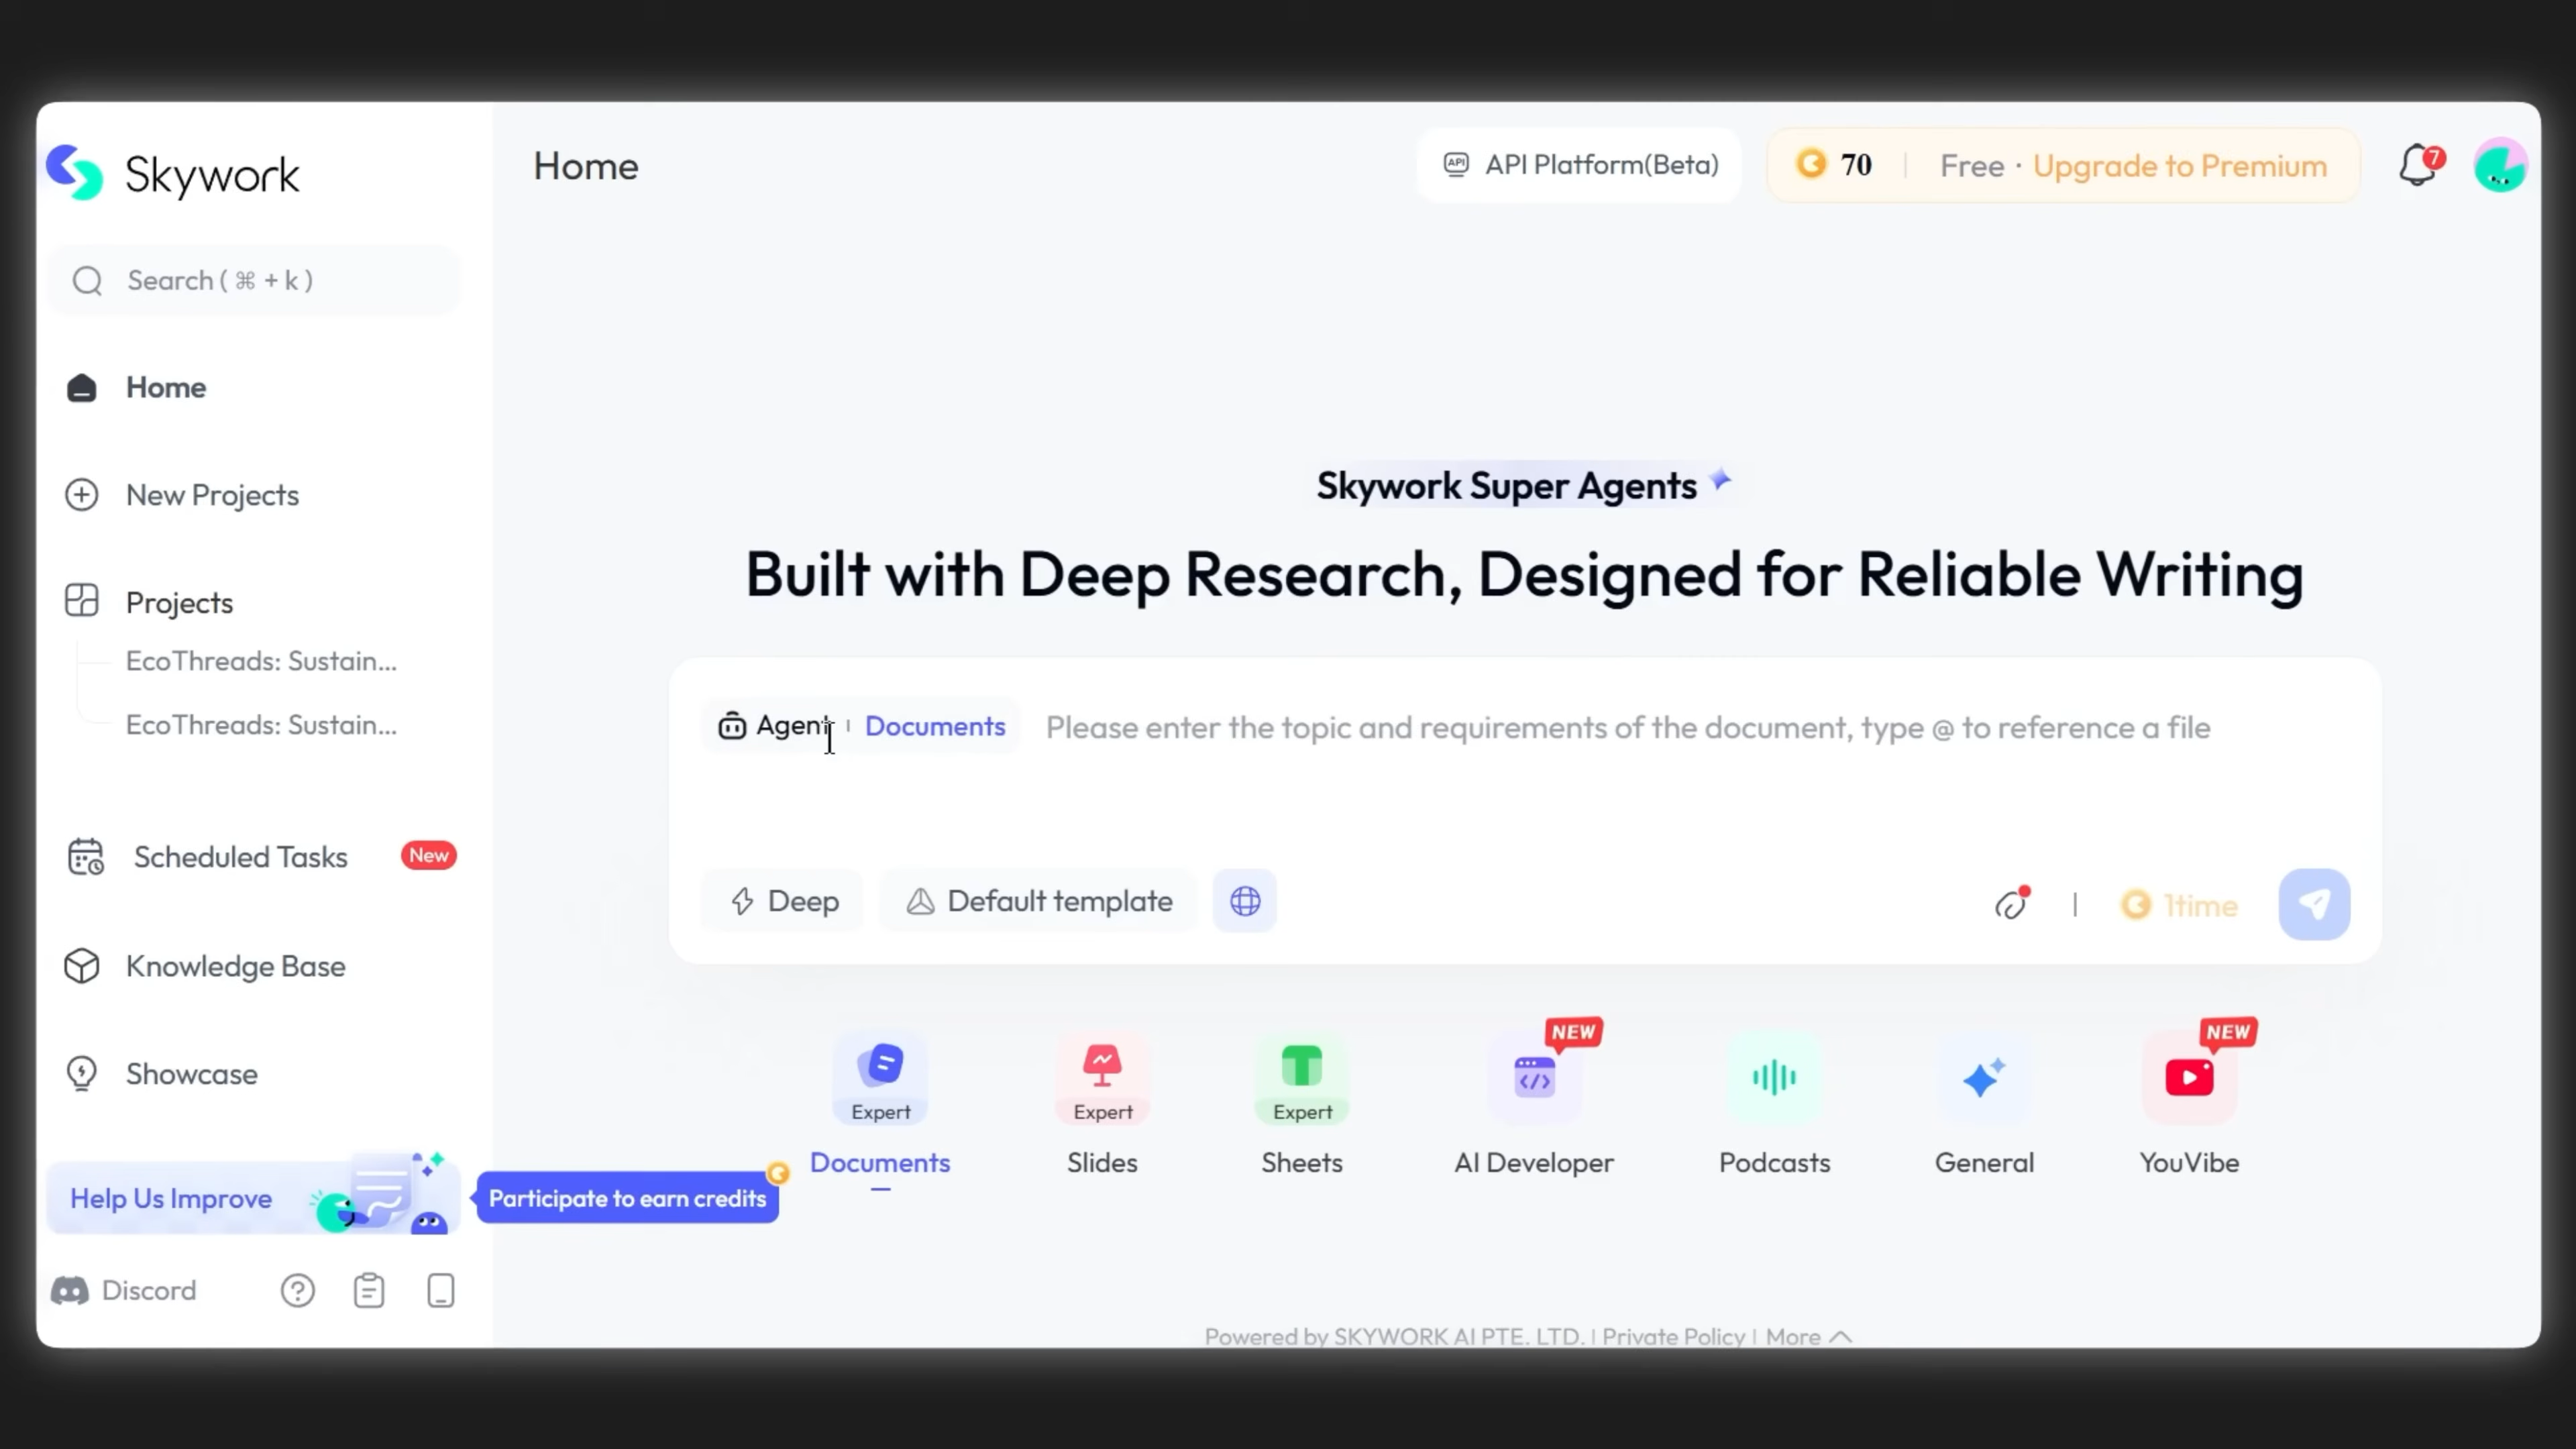 Skywork
Search ( ⌘ + k )
Home
New Projects
Projects
EcoThreads: Sustain...
EcoThreads: Sustain...
Scheduled Tasks New
Knowledge Base
Showcase
Help Us Improve
Participate to earn credits
Discord
Home
API API Platform(Beta)
70 Free · Upgrade to Premium
7
Skywork Super Agents
Built with Deep Research, Designed for Reliable Writing
Agent | Documents Please enter the topic and requirements of the document, type @ to reference a file
Deep Default template | 1time
NEW NEW
Expert Expert Expert
Documents Slides Sheets AI Developer Podcasts General YouVibe
Powered by SKYWORK AI PTE. LTD. | Private Policy | More